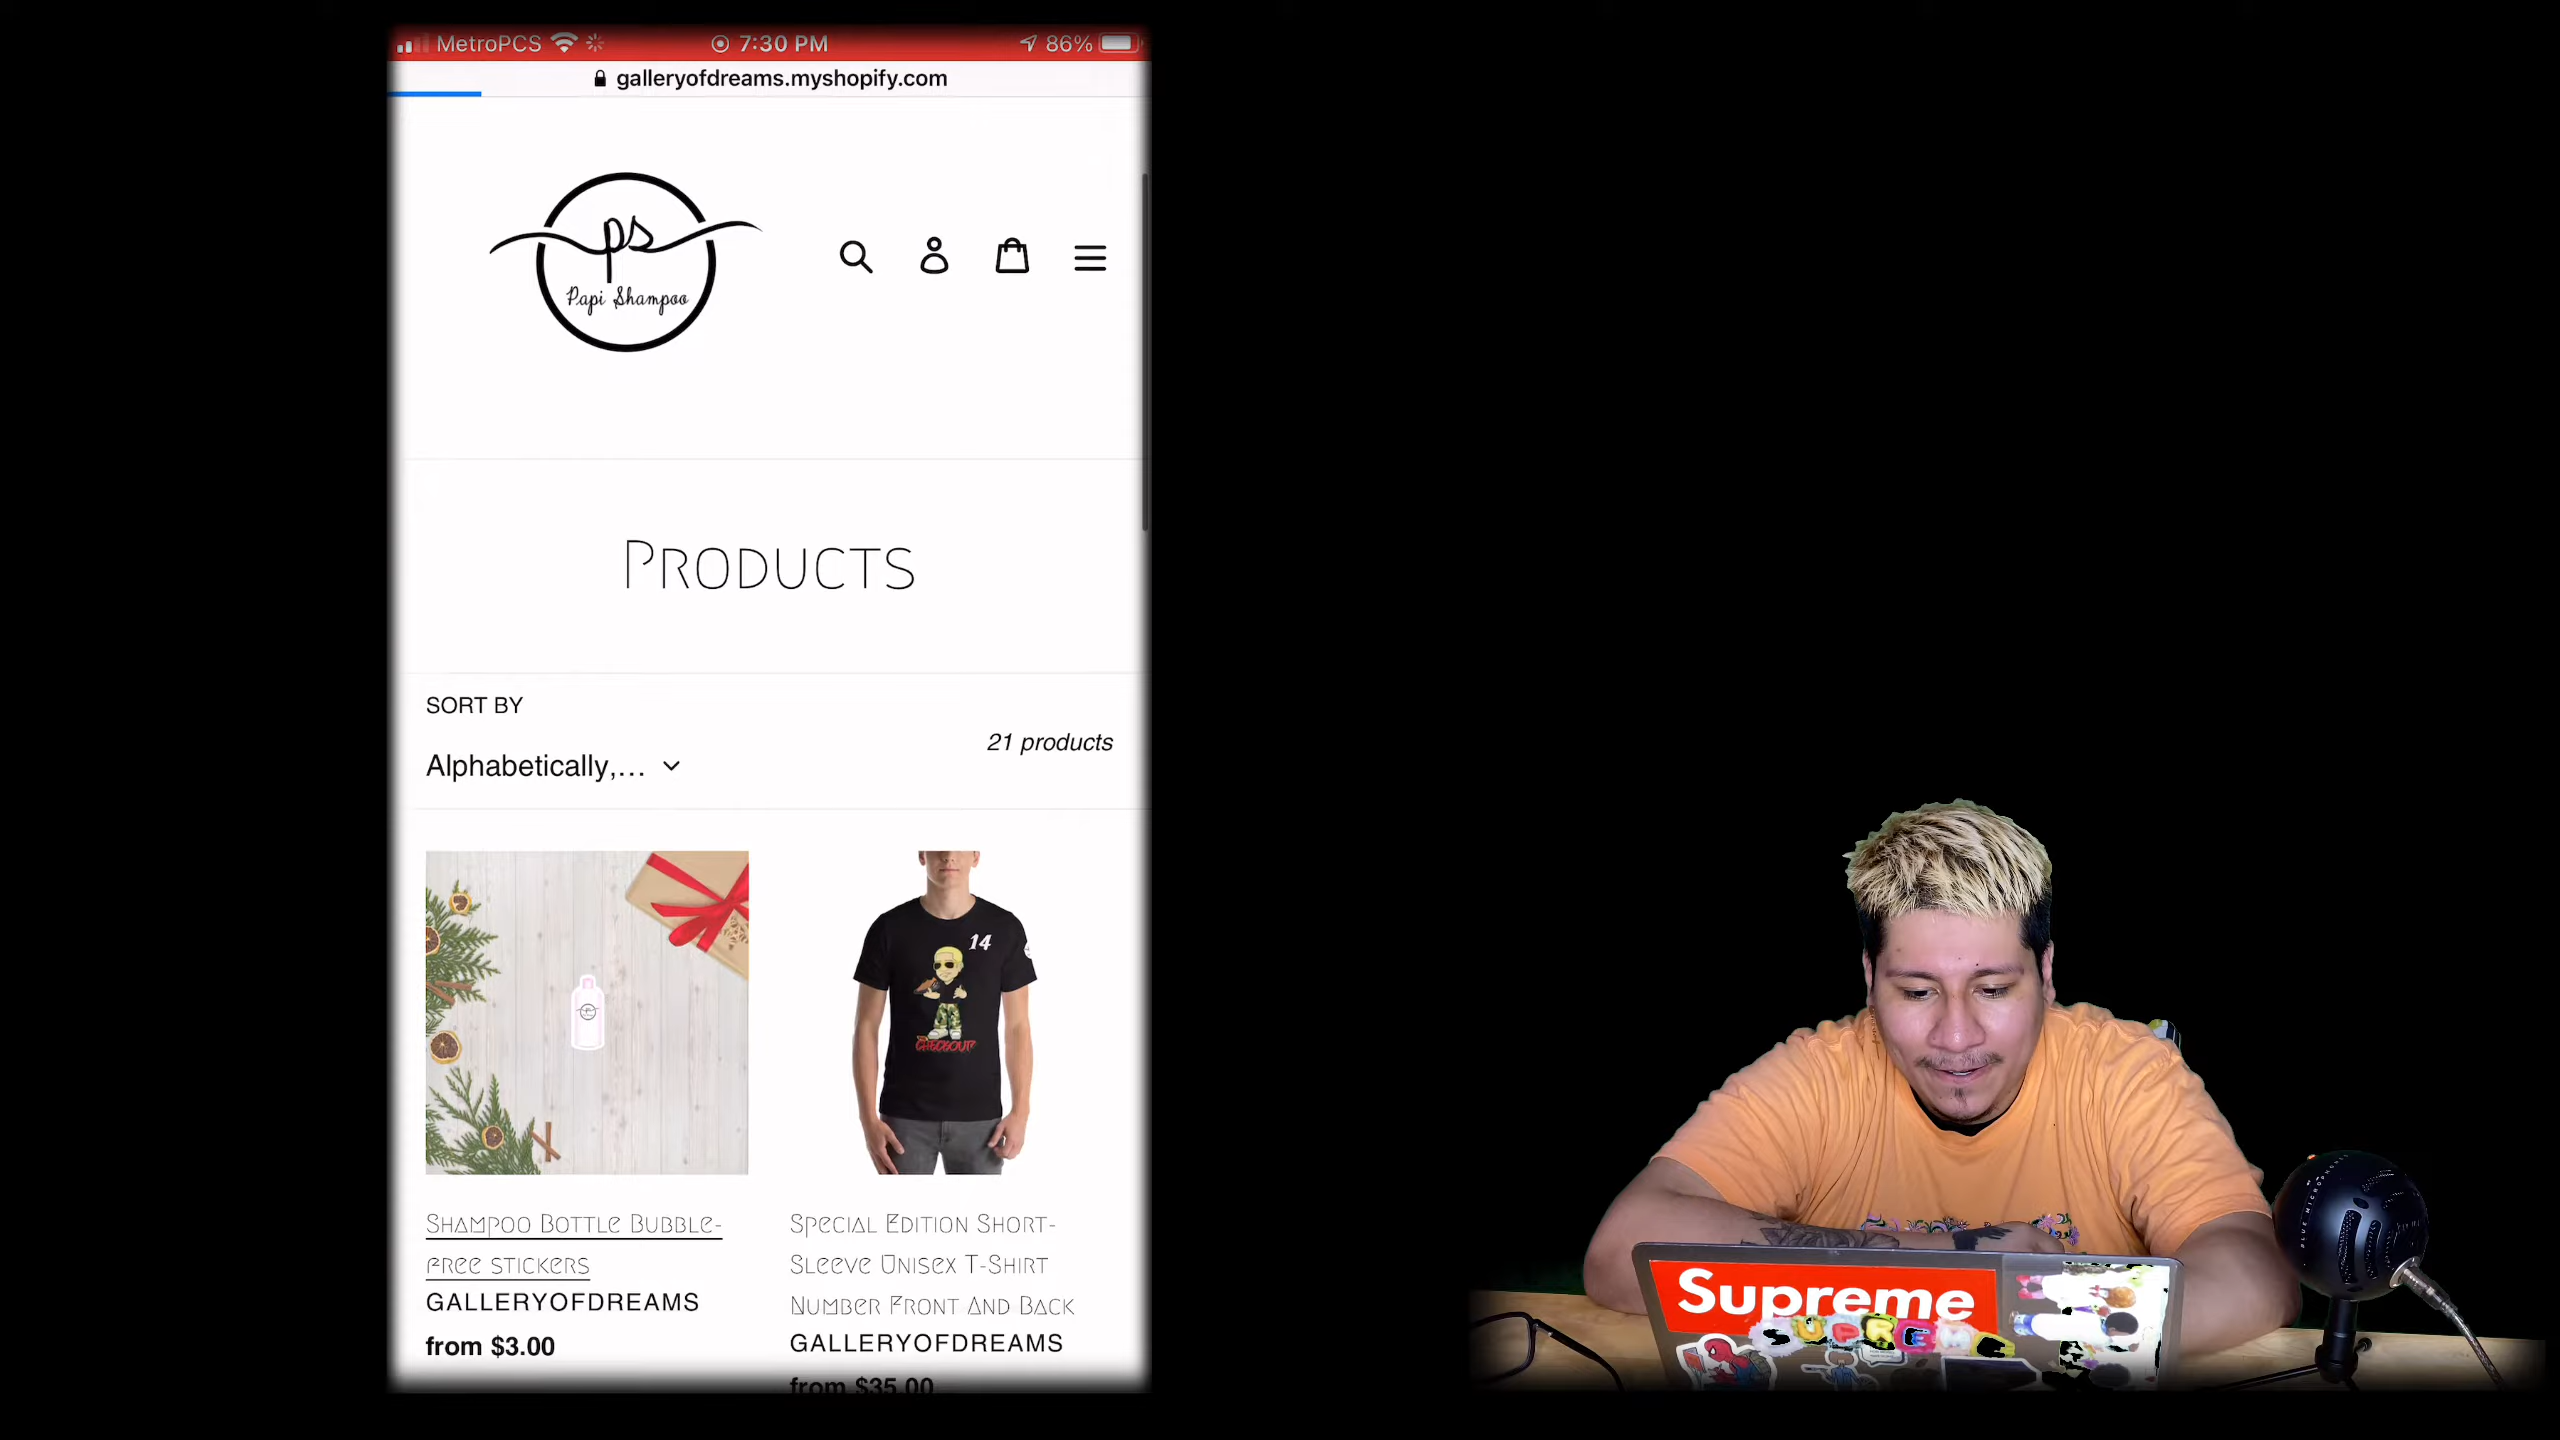 MetroPCS 7:30 PM 86%
galleryofdreams.myshopify.com
ps
Papi Shampoo
PRODUCTS
SORT BY
21 products
Alphabetically,...
14
CHECKOUT
SHAMPOO BOTTLE BUBBLE-
FREE STICKERS
GALLERYOFDREAMS
from $3.00
SPECIAL EDITION SHORT-
SLEEVE UNISEX T-SHIRT
NUMBER FRONT AND BACK
GALLERYOFDREAMS
from $35.00
Supreme
SUPREME